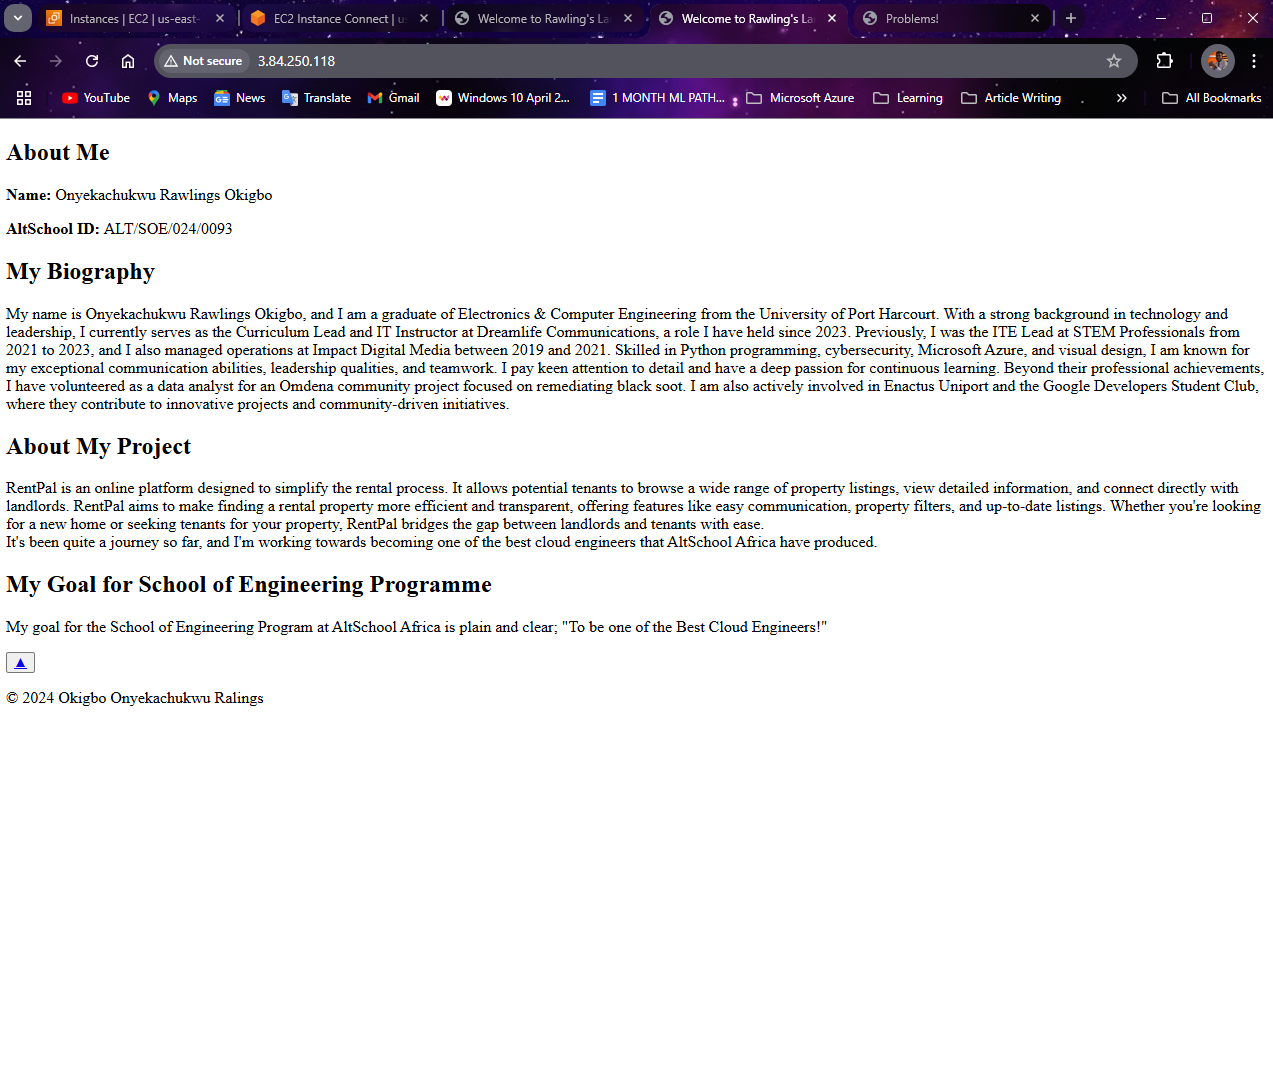 Instances | EC2 | us-east-
EC2 Instance Connect | us
Welcome to Rawling's La
Welcome to Rawling's La
Problems!
Not secure 3.84.250.118
YouTube Maps News Translate Gmail Windows 10 April 2... 1 MONTH ML PATH... Microsoft Azure Learning Article Writing . » All Bookmarks
About Me
Name: Onyekachukwu Rawlings Okigbo
AltSchool ID: ALT/SOE/024/0093
My Biography
My name is Onyekachukwu Rawlings Okigbo, and I am a graduate of Electronics & Computer Engineering from the University of Port Harcourt. With a strong background in technology and
leadership, I currently serves as the Curriculum Lead and IT Instructor at Dreamlife Communications, a role I have held since 2023. Previously, I was the ITE Lead at STEM Professionals from
2021 to 2023, and I also managed operations at Impact Digital Media between 2019 and 2021. Skilled in Python programming, cybersecurity, Microsoft Azure, and visual design, I am known for
my exceptional communication abilities, leadership qualities, and teamwork. I pay keen attention to detail and have a deep passion for continuous learning. Beyond their professional achievements,
I have volunteered as a data analyst for an Omdena community project focused on remediating black soot. I am also actively involved in Enactus Uniport and the Google Developers Student Club,
where they contribute to innovative projects and community-driven initiatives.
About My Project
RentPal is an online platform designed to simplify the rental process. It allows potential tenants to browse a wide range of property listings, view detailed information, and connect directly with
landlords. RentPal aims to make finding a rental property more efficient and transparent, offering features like easy communication, property filters, and up-to-date listings. Whether you're looking
for a new home or seeking tenants for your property, RentPal bridges the gap between landlords and tenants with ease.
It's been quite a journey so far, and I'm working towards becoming one of the best cloud engineers that AltSchool Africa have produced.
My Goal for School of Engineering Programme
My goal for the School of Engineering Program at AltSchool Africa is plain and clear; "To be one of the Best Cloud Engineers!"
▲
© 2024 Okigbo Onyekachukwu Ralings